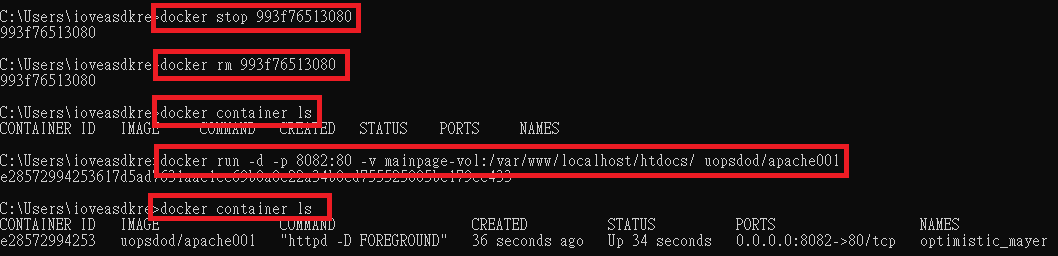 C:\Users\ioveasdkre>docker stop 993f76513080
993f76513080
C:\Users\ioveasdkre>docker rm 993f76513080
993f76513080
C:\Users\ioveasdkre>docker container ls
CONTAINER ID IMAGE COMMAND CREATED STATUS PORTS NAMES
C:\Users\ioveasdkre>docker run -d -p 8082:80 -v mainpage-vol:/var/www/localhost/htdocs/ uopsdod/apache001
C:\Users\ioveasdkre>docker container ls
CONTAINER ID IMAGE COMMAND CREATED STATUS PORTS NAMES
e28572994253 uopsdod/apache001 "httpd -D FOREGROUND" 36 seconds ago Up 34 seconds 0.0.0.0:8082->80/tcp optimistic_mayer